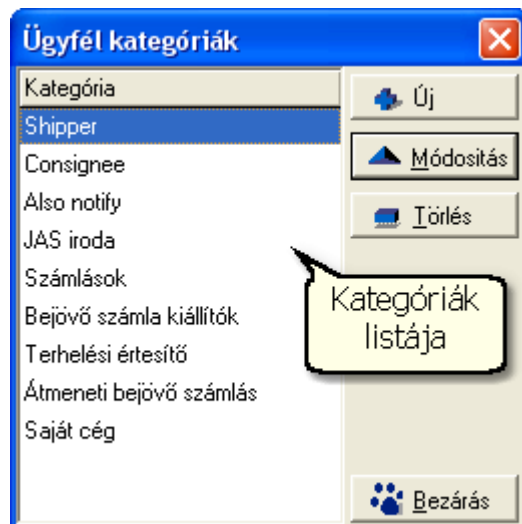 Ügyfél kategóriák
Kategória
Shipper
Consignee
Also notify
JAS iroda
Számlások
Bejövő számla kiállítók
Terhelési értesítő
Átmeneti bejövő számlás
Saját cég
Új
Módositás
Törlés
Kategóriák
listája
Bezárás